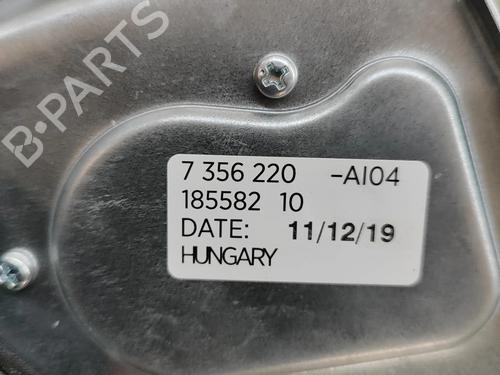 B-PARTS
7 356 220 -AI04
185582 10
DATE: 11/12/19
HUNGARY